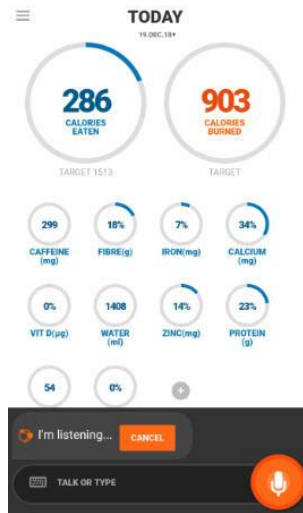 TODAY
19.DEC.18▾
286
CALORIES
EATEN
903
CALORIES
BURNED
TARGET 1513
TARGET
299
18%
7%
34%
CAFFEINE
(mg)
FIBRE(g)
IRON(mg)
CALCIUM
(mg)
0%
1408
14%
23%
VIT D(µg)
WATER
(ml)
ZINC(mg)
PROTEIN
(g)
54
0%
I'm listening...
CANCEL
TALK OR TYPE